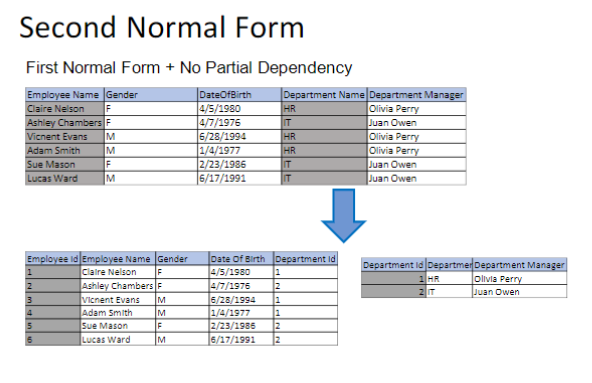 Second Normal Form
First Normal Form + No Partial Dependency
Employee Name Gender DateOfBirth Department Name Department Manager
Claire Nelson F 4/5/1980 HR Olivia Perry
Ashley Chambers F 4/7/1976 IT Juan Owen
Vicnent Evans M 6/28/1994 HR Olivia Perry
Adam Smith M 1/4/1977 HR Olivia Perry
Sue Mason F 2/23/1986 IT Juan Owen
Lucas Ward M 6/17/1991 IT Juan Owen
Employee Id Employee Name Gender Date Of Birth Department Id
1 Claire Nelson F 4/5/1980 1
2 Ashley Chambers F 4/7/1976 2
3 Vicnent Evans M 6/28/1994 1
4 Adam Smith M 1/4/1977 1
5 Sue Mason F 2/23/1986 2
6 Lucas Ward M 6/17/1991 2
Department Id Departmer Department Manager
1 HR Olivia Perry
2 IT Juan Owen